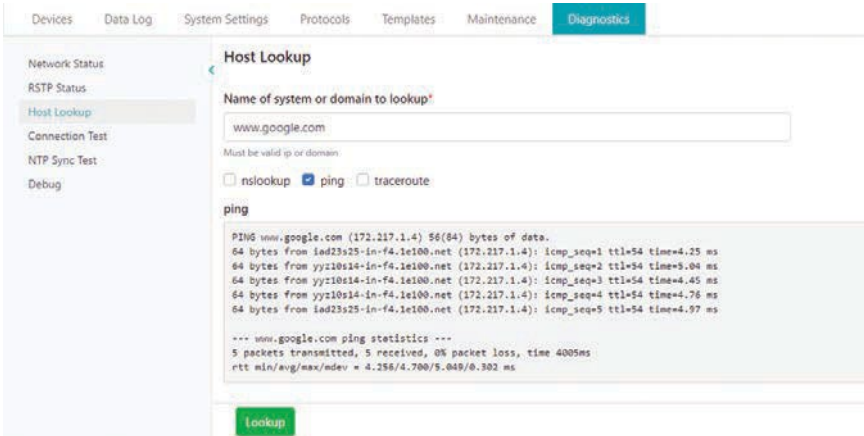 Devices Data Log System Settings Protocols Templates Maintenance Diagnostics
Network Status
RSTP Status
Host Lookup
Connection Test
NTP Sync Test
Debug
Host Lookup
Name of system or domain to lookup*
www.google.com
Must be valid ip or domain
nslookup ping traceroute
ping
PING www.google.com (172.217.1.4) 56(84) bytes of data.
64 bytes from iad23s25-in-f4.1e100.net (172.217.1.4): icmp_seq=1 ttl=54 time=4.25 ms
64 bytes from yyz10s14-in-f4.1e100.net (172.217.1.4): icmp_seq=2 ttl=54 time=5.04 ms
64 bytes from yyz10s14-in-f4.1e100.net (172.217.1.4): icmp_seq=3 ttl=54 time=4.45 ms
64 bytes from yyz10s14-in-f4.1e100.net (172.217.1.4): icmp_seq=4 ttl=54 time=4.76 ms
64 bytes from iad23s25-in-f4.1e100.net (172.217.1.4): icmp_seq=5 ttl=54 time=4.97 ms
--- www.google.com ping statistics ---
5 packets transmitted, 5 received, 0% packet loss, time 4005ms
rtt min/avg/max/mdev = 4.256/4.700/5.049/0.302 ms
Lookup